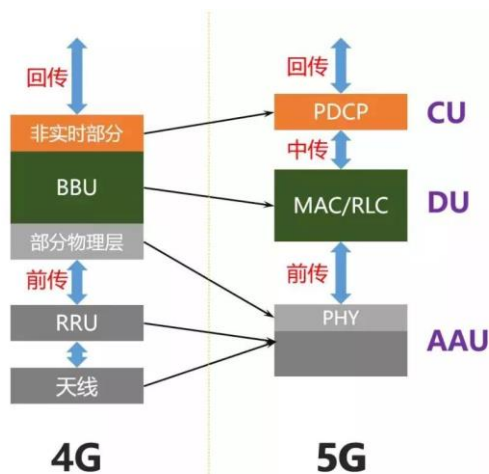 回传
非实时部分
BBU
部分物理层
前传
RRU
天线
4G
回传
PDCP
CU
中传
MAC/RLC
DU
前传
PHY
AAU
5G